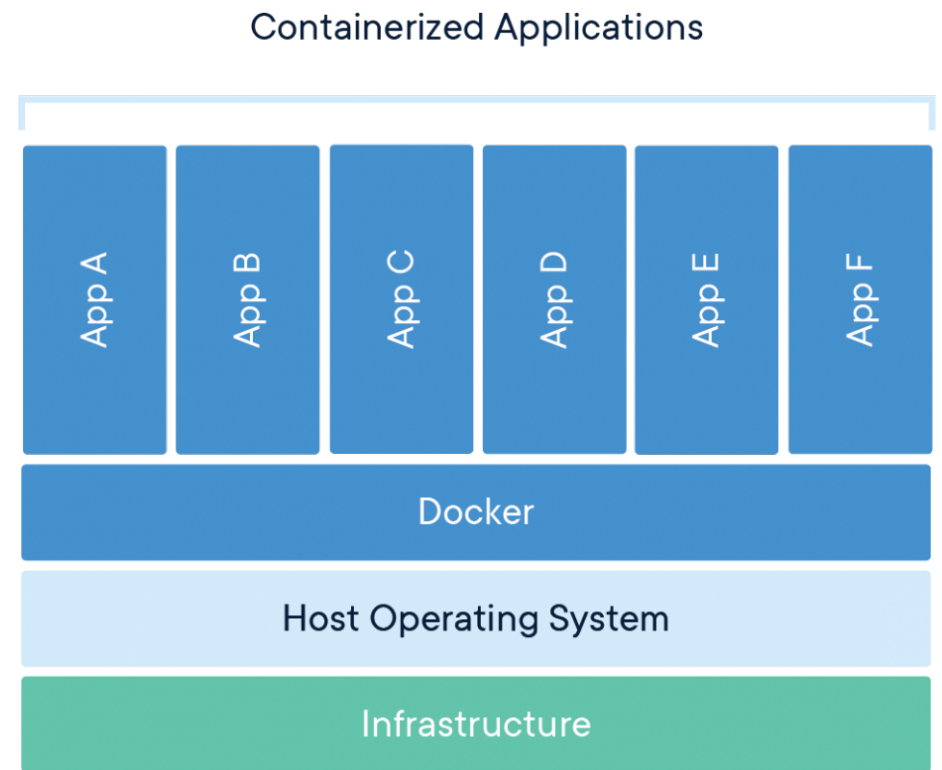 Containerized Applications
App A
App B
App C
App D
App E
App F
Docker
Host Operating System
Infrastructure